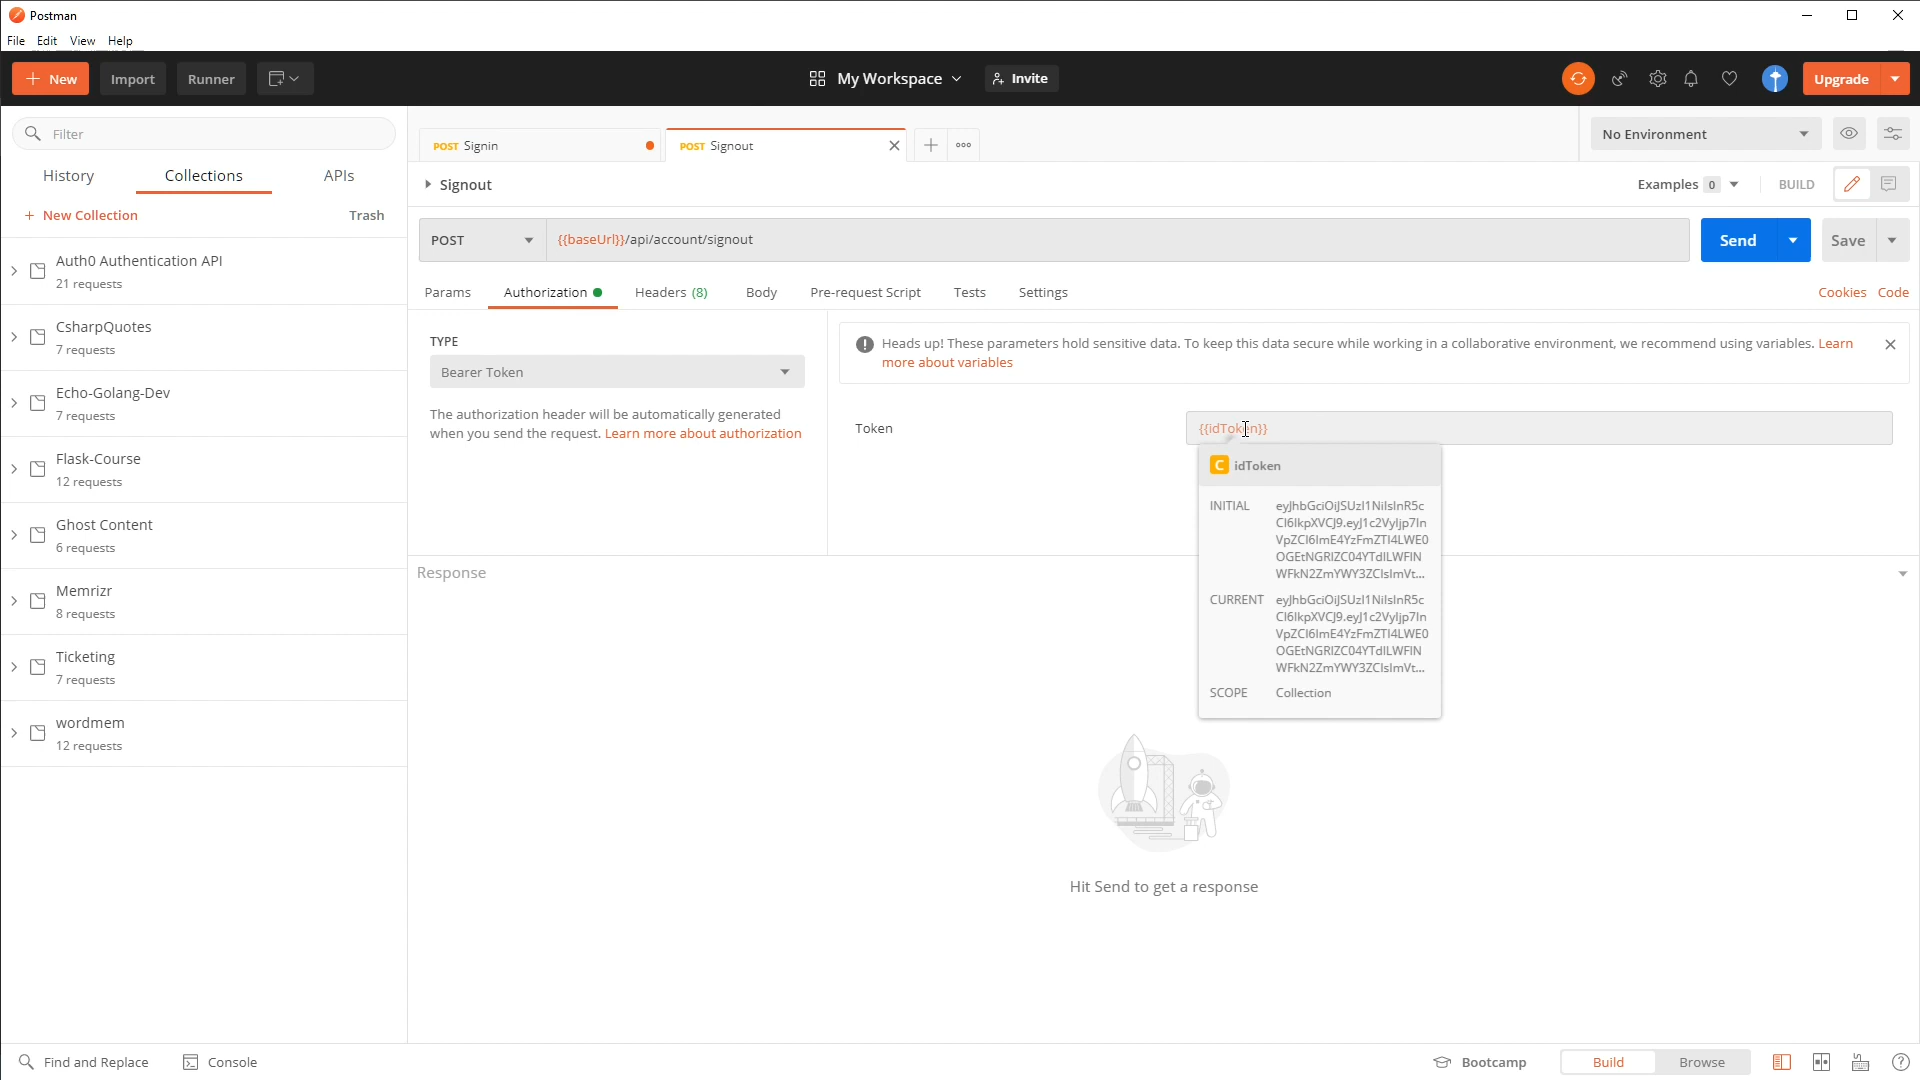 Postman
File Edit View Help
New Import Runner My Workspace Invite Upgrade
Filter
History Collections APIs
+ New Collection Trash
Auth0 Authentication API
21 requests
CsharpQuotes
7 requests
Echo-Golang-Dev
7 requests
Flask-Course
12 requests
Ghost Content
6 requests
Memrizr
8 requests
Ticketing
7 requests
wordmem
12 requests
POST Signin
POST Signout
No Environment
Signout
Examples 0 BUILD
POST {{baseUrl}}/api/account/signout
Send Save
Params Authorization Headers (8) Body Pre-request Script Tests Settings Cookies Code
TYPE
Bearer Token
The authorization header will be automatically generated
when you send the request. Learn more about authorization
Heads up! These parameters hold sensitive data. To keep this data secure while working in a collaborative environment, we recommend using variables. Learn
more about variables
Token {{idToken}}
C idToken
INITIAL
CURRENT
SCOPE Collection
Response
Hit Send to get a response
Find and Replace Console Bootcamp Build Browse